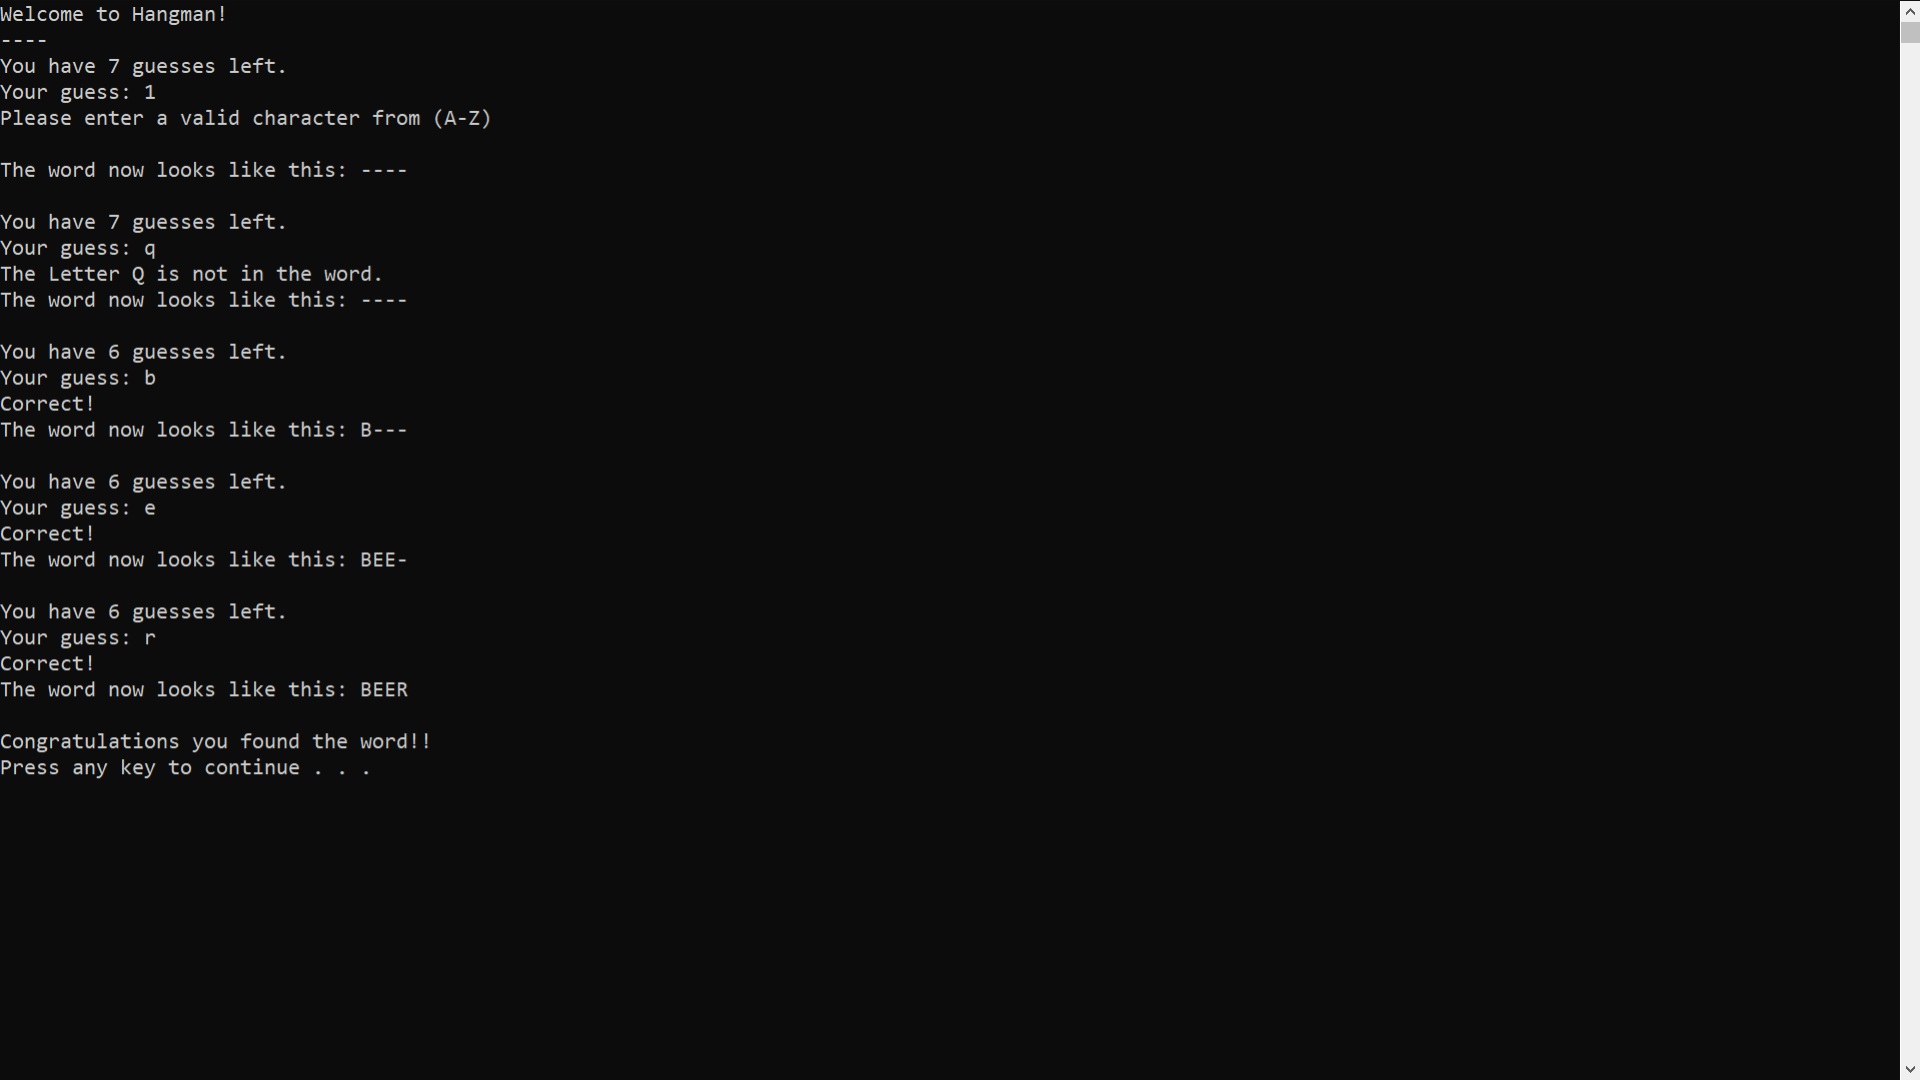 Welcome to Hangman!
----
You have 7 guesses left.
Your guess: 1
Please enter a valid character from (A-Z)
The word now looks like this: ----
You have 7 guesses left.
Your guess: q
The Letter Q is not in the word.
The word now looks like this: ----
You have 6 guesses left.
Your guess: b
Correct!
The word now looks like this: B---
You have 6 guesses left.
Your guess: e
Correct!
The word now looks like this: BEE-
You have 6 guesses left.
Your guess: r
Correct!
The word now looks like this: BEER
Congratulations you found the word!!
Press any key to continue . . .